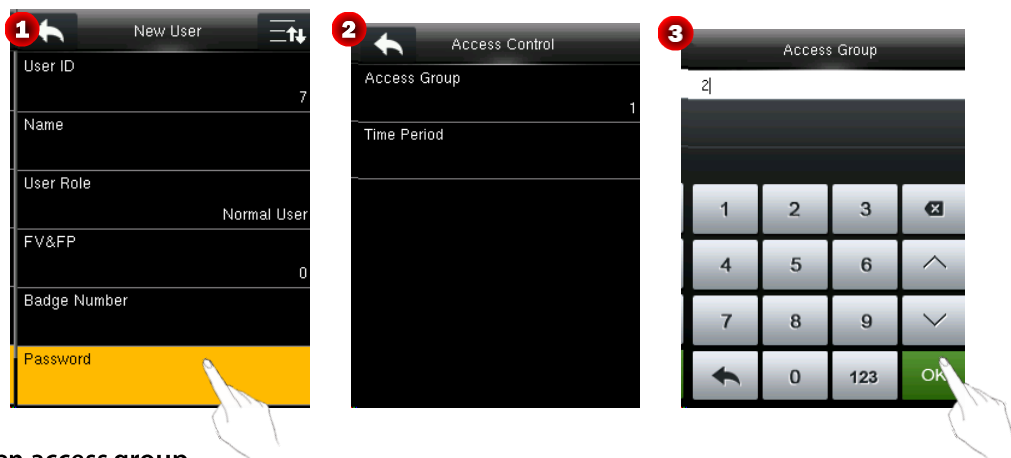 1
New User
User ID
7
Name
User Role
Normal User
FV&FP
0
Badge Number
Password
2
Access Control
Access Group
1
Time Period
3
Access Group
2
1 2 3
4 5 6
7 8 9
0 123 OK
access group